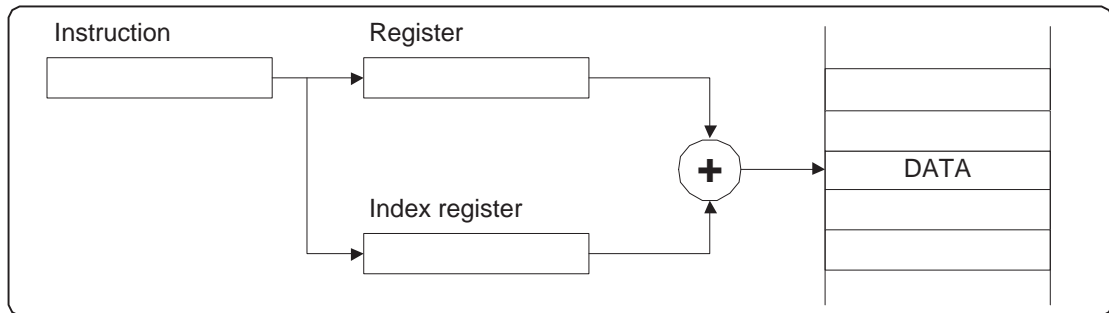 Instruction
Register
+
DATA
Index register